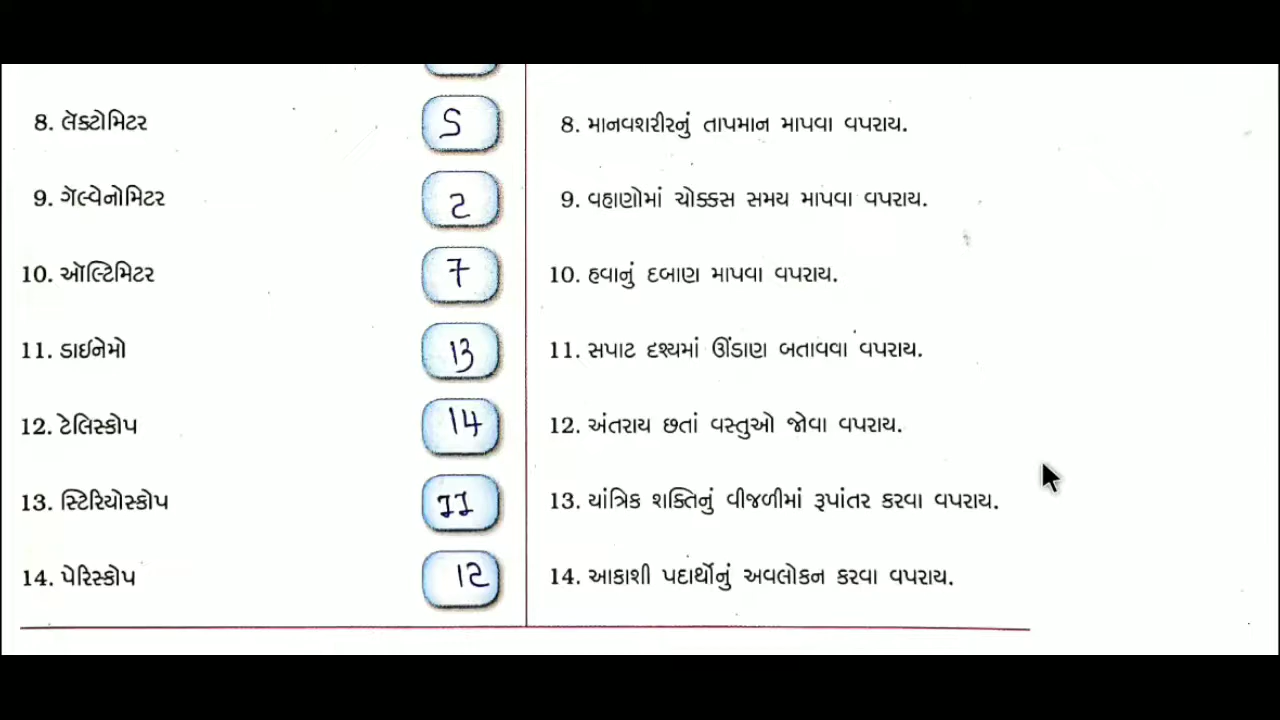 8. લૅક્ટોમિટર 5 8. માનવશરીરનું તાપમાન માપવા વપરાય.
9. ગૅલ્વેનોમિટર 2 9. વહાણોમાં ચોક્કસ સમય માપવા વપરાય.
10. ઑલ્ટિમિટર 7 10. હવાનું દબાણ માપવા વપરાય.
11. ડાઈનેમો 13 11. સપાટ દૃશ્યમાં ઊંડાણ બતાવવા વપરાય.
12. ટેલિસ્કોપ 14 12. અંતરાય છતાં વસ્તુઓ જોવા વપરાય.
13. સ્ટિરિયોસ્કોપ 11 13. યાંત્રિક શક્તિનું વીજળીમાં રૂપાંતર કરવા વપરાય.
14. પેરિસ્કોપ 12 14. આકાશી પદાર્થોનું અવલોકન કરવા વપરાય.